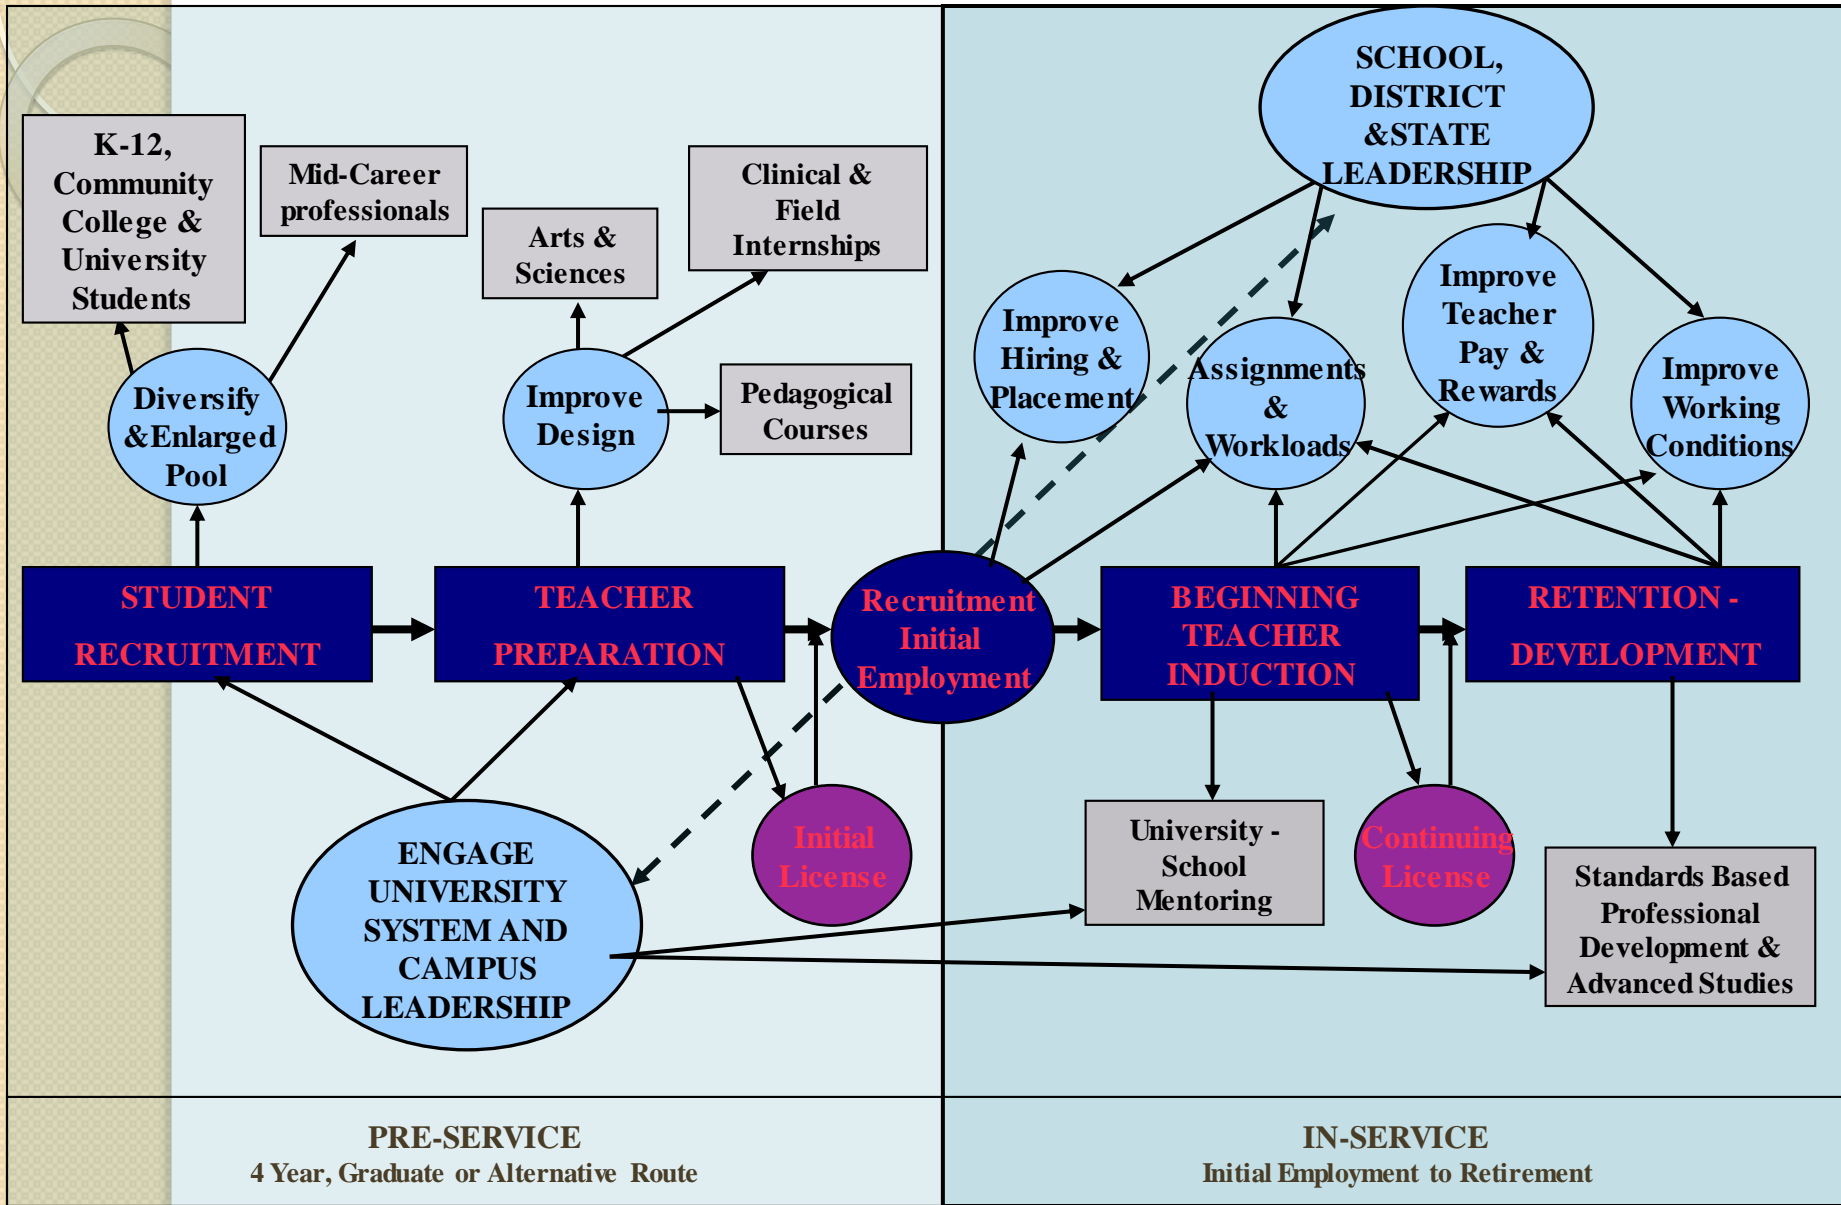 SCHOOL,
DISTRICT
&STATE
LEADERSHIP
K-12,
Community
College &
University
Students
Mid-Career
professionals
Arts &
Sciences
Clinical &
Field
Internships
Pedagogical
Courses
Diversify
&Enlarged
Pool
Improve
Design
Improve
Hiring &
Placement
Assignments
&
Workloads
Improve
Teacher
Pay &
Rewards
Improve
Working
Conditions
STUDENT
RECRUITMENT
TEACHER
PREPARATION
Recruitment
Initial
Employment
BEGINNING
TEACHER
INDUCTION
RETENTION -
DEVELOPMENT
ENGAGE
UNIVERSITY
SYSTEM AND
CAMPUS
LEADERSHIP
Initial
License
University -
School
Mentoring
Continuing
License
Standards Based
Professional
Development &
Advanced Studies
PRE-SERVICE
4 Year, Graduate or Alternative Route
IN-SERVICE
Initial Employment to Retirement